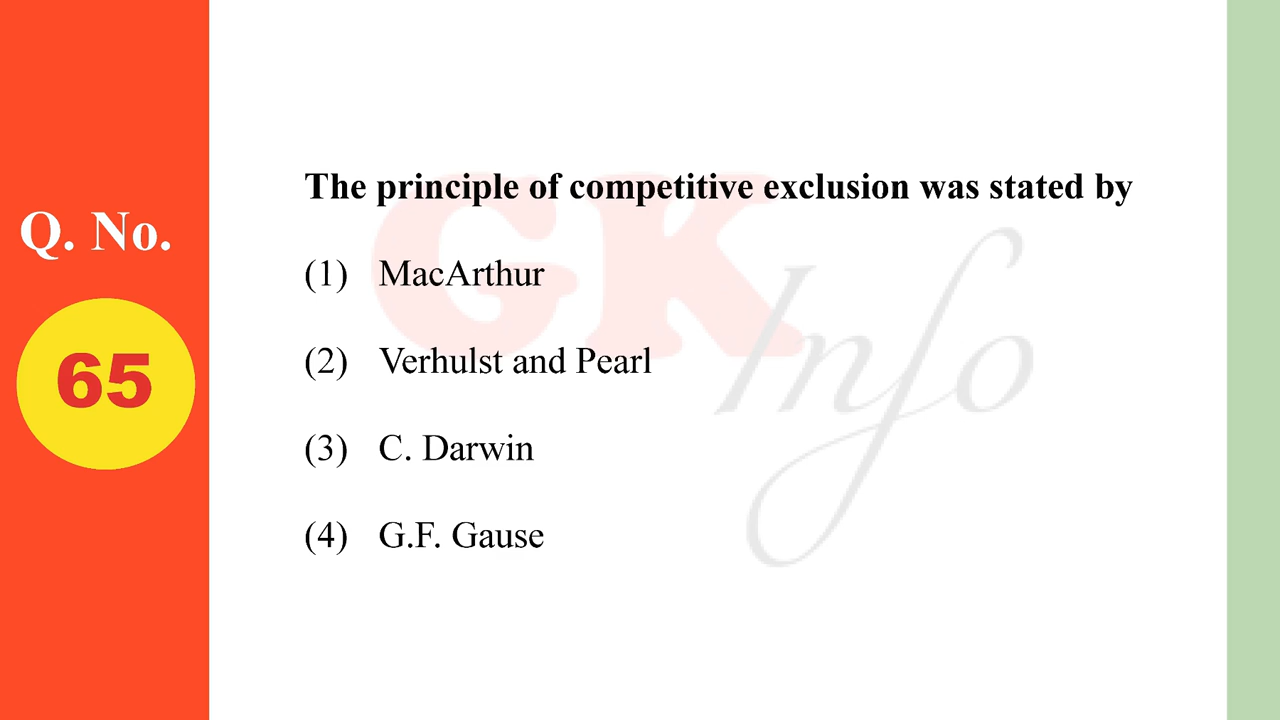 Q. No.
65
The principle of competitive exclusion was stated by
(1) MacArthur
(2) Verhulst and Pearl
(3) C. Darwin
(4) G.F. Gause
GK
Info